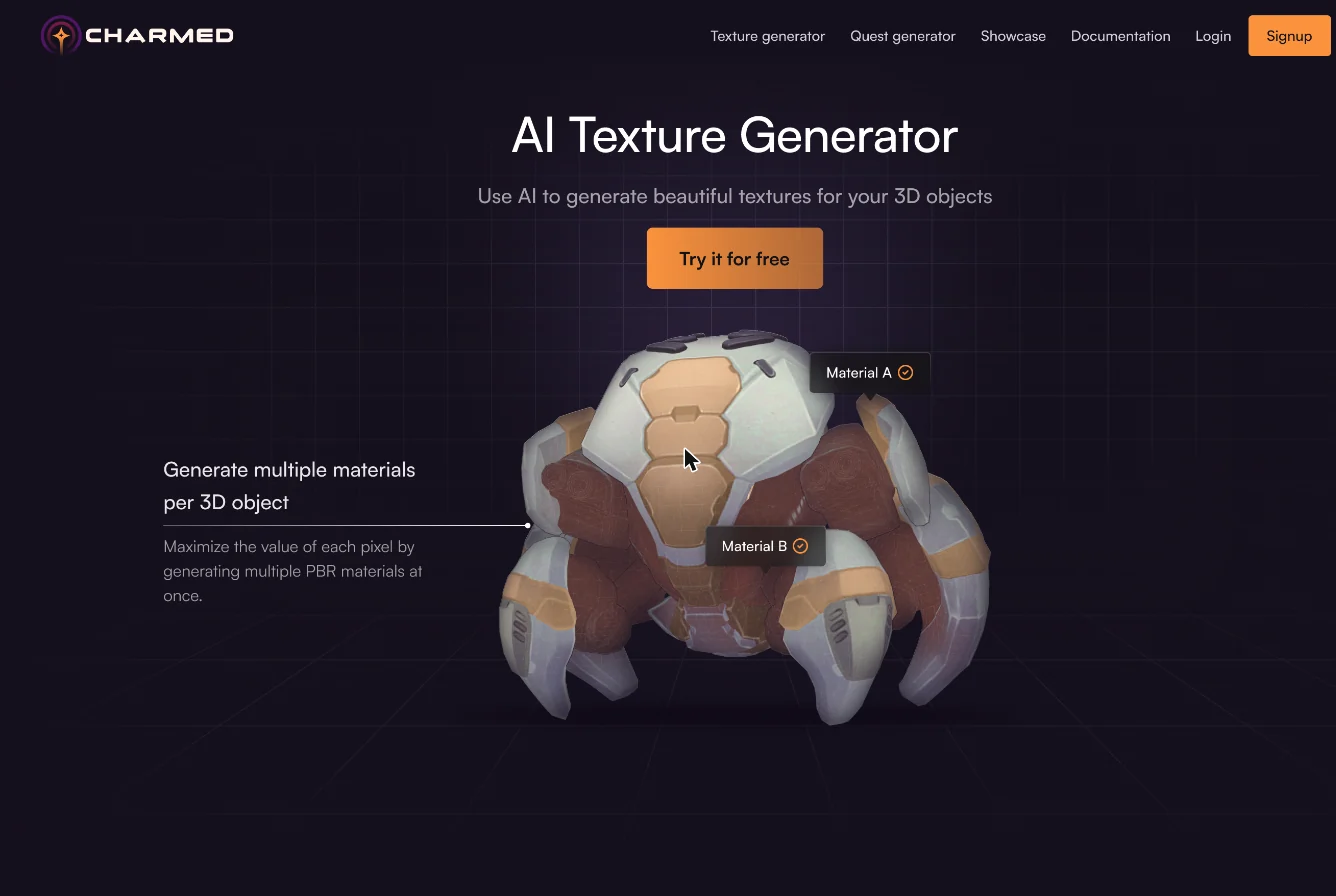 CHARMED
Texture generator
Quest generator
Showcase
Documentation
Login
Signup
AI Texture Generator
Use AI to generate beautiful textures for your 3D objects
Try it for free
Material A
Generate multiple materials
per 3D object
Material B
Maximize the value of each pixel by
generating multiple PBR materials at
once.